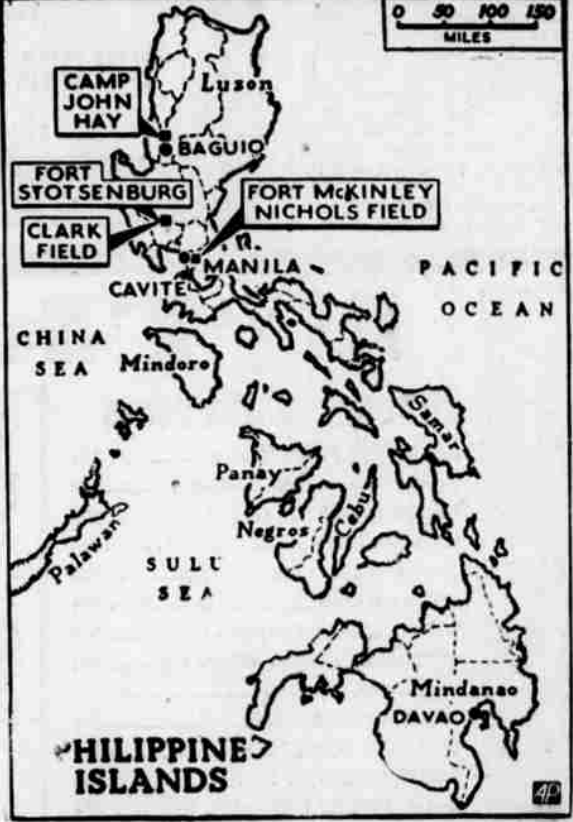 0 50 100 150
MILES
Luson
CAMP
JOHN
HAY
BAGUIO
FORT
STOTSENBURG
FORT McKINLEY
NICHOLS FIELD
CLARK
FIELD
MANILA
CAVITE
PACIFIC
OCEAN
CHINA
SEA
Mindoro
Samar
Panay
Cebu
Negros
Palawan
SULU
SEA
Mindanao
DAVAO
HILIPPINE
ISLANDS
AP